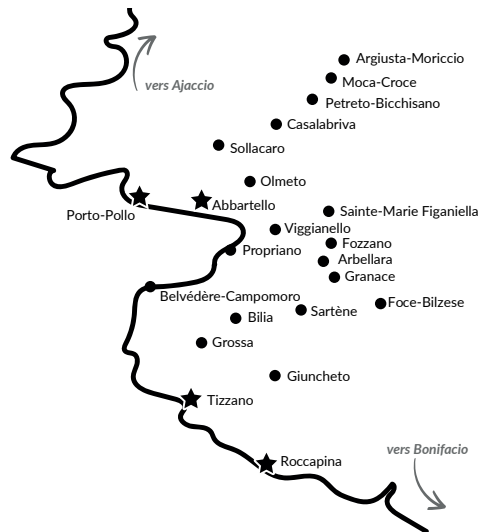 Argiusta-Moriccio
vers Ajaccio
Moca-Croce
Petreto-Bicchisano
Casalabriva
Sollacaro
Olmeto
Abbartello
Porto-Pollo
Sainte-Marie Figaniella
Viggianello
Fozzano
Propriano
Arbellara
Granace
Belvédère-Campomoro
Foce-Bilzese
Sartène
Bilia
Grossa
Giuncheto
Tizzano
vers Bonifacio
Roccapina